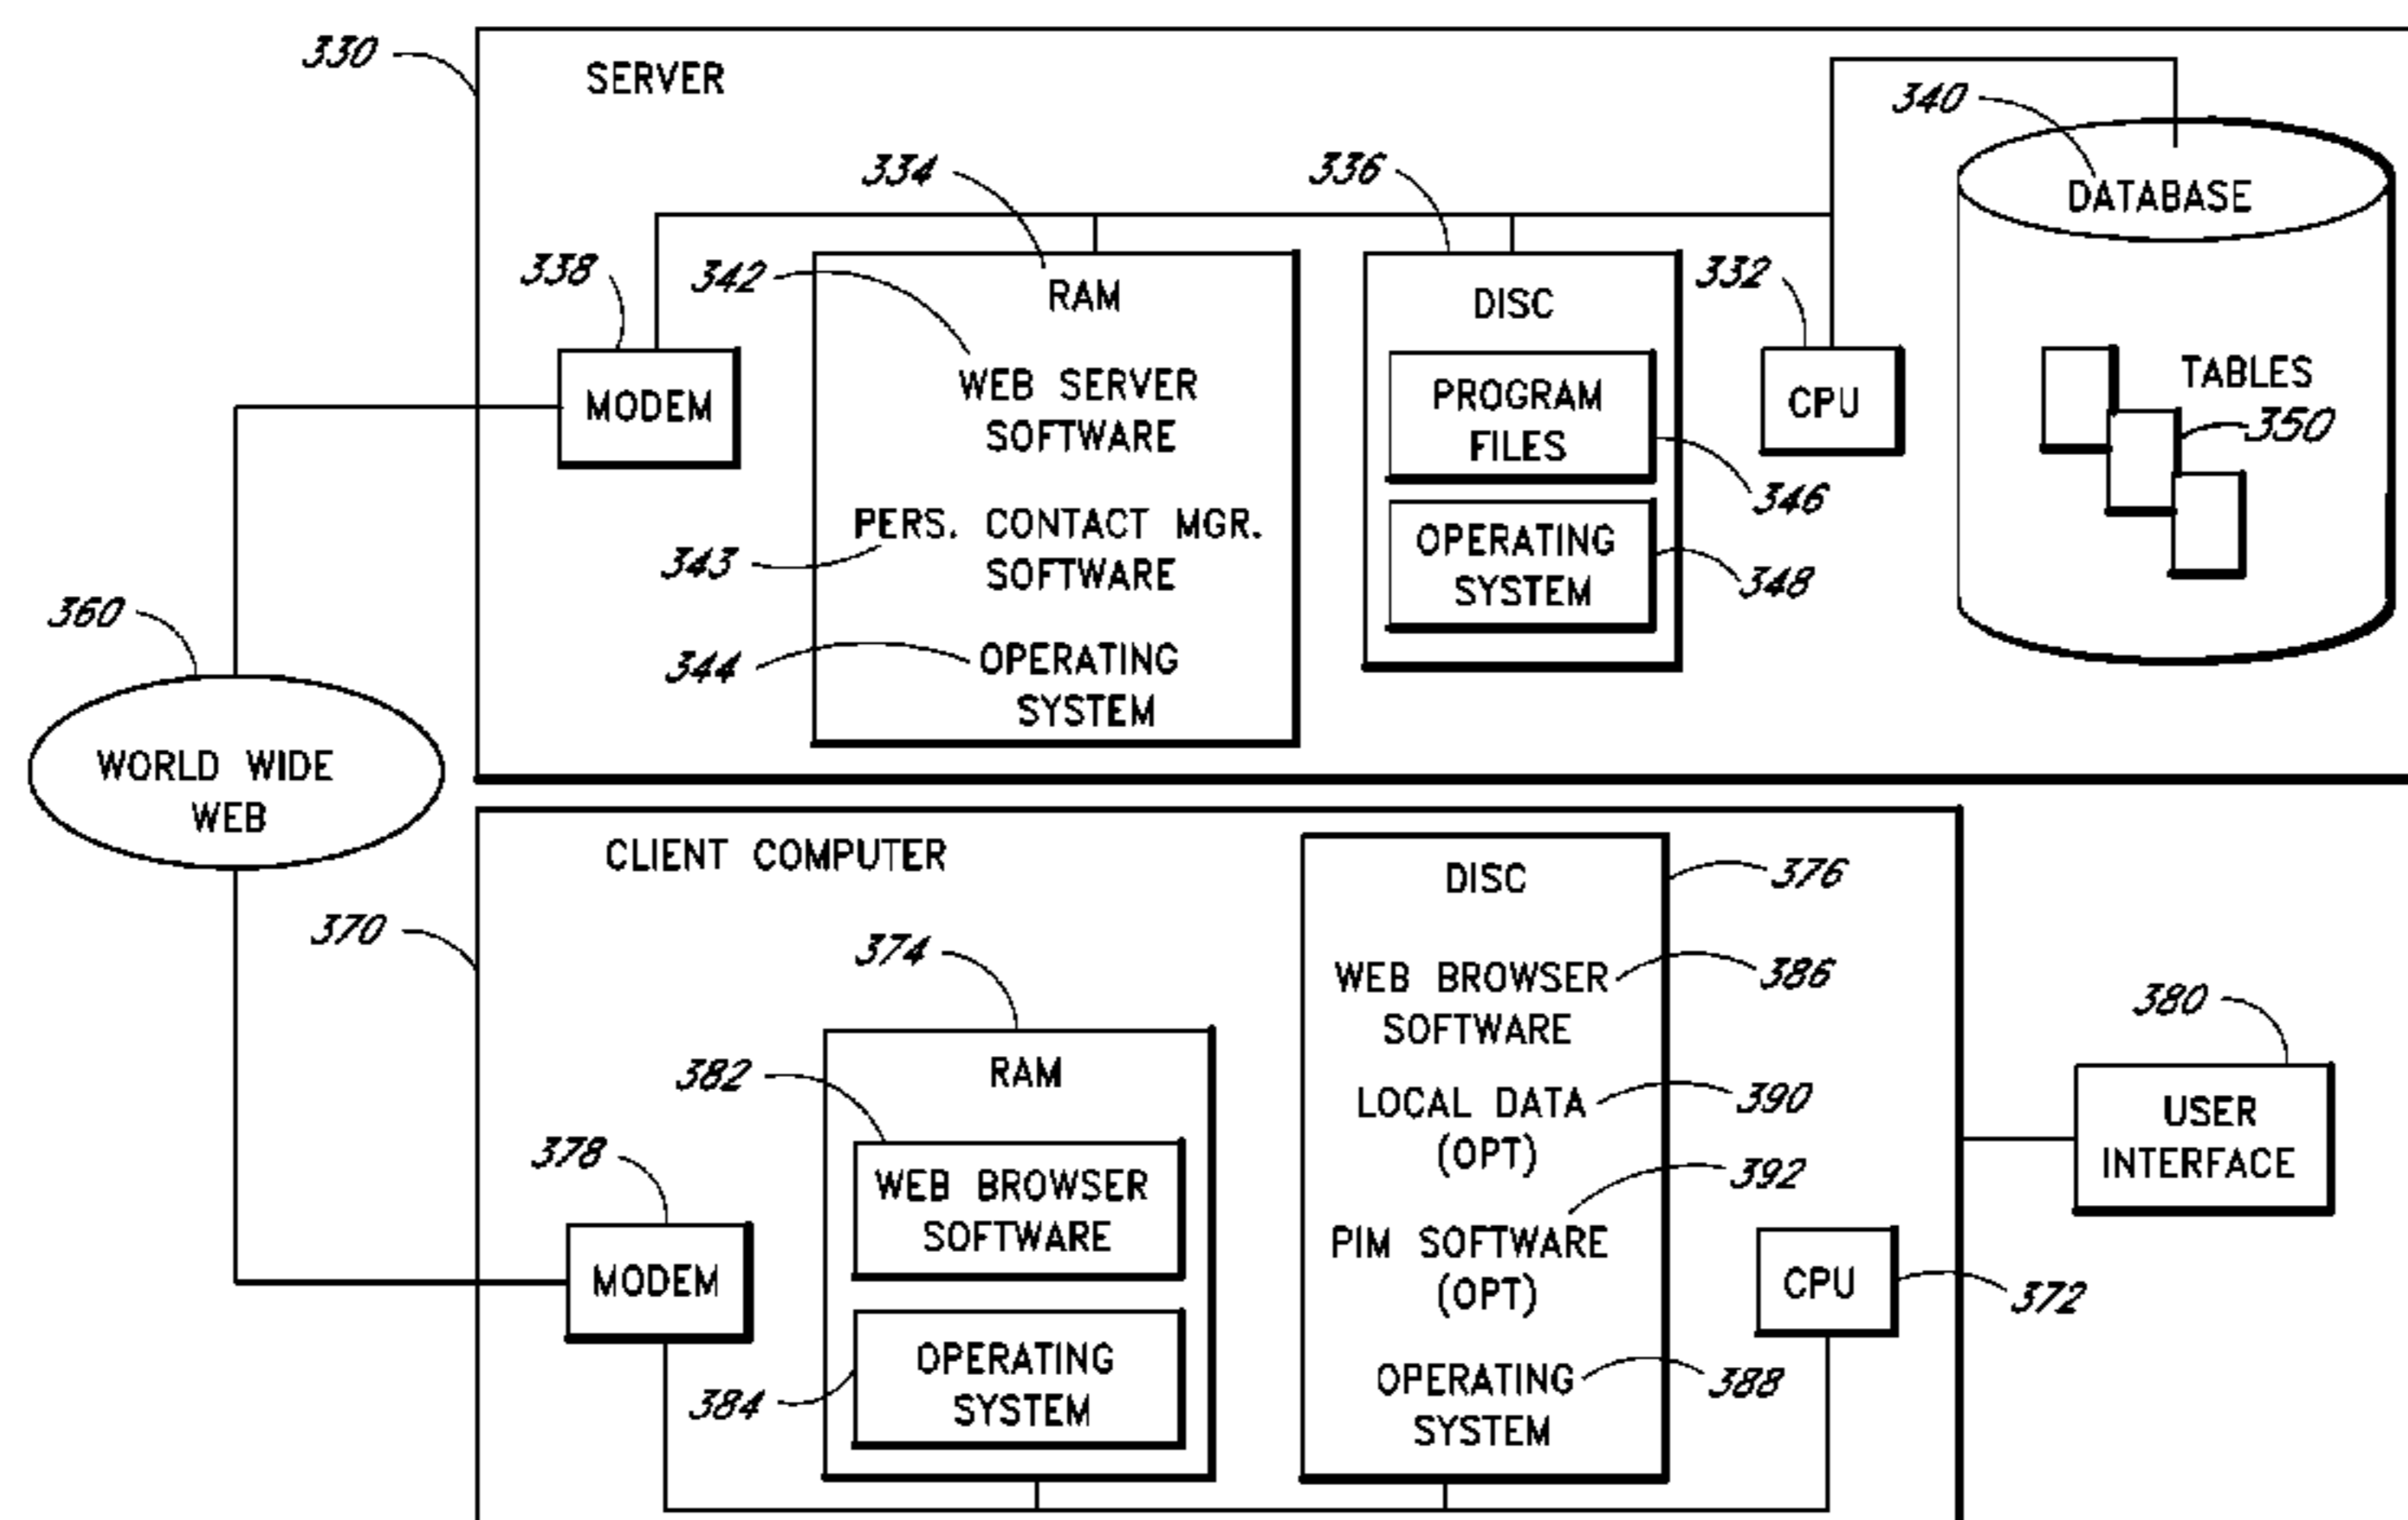 330
SERVER
340
DATABASE
334
336
338
342
RAM
DISC
332
MODEM
WEB SERVER
SOFTWARE
PROGRAM
FILES
CPU
TABLES
350
346
PERS. CONTACT MGR.
SOFTWARE
343
OPERATING
SYSTEM
348
344
OPERATING
SYSTEM
360
WORLD WIDE
WEB
CLIENT COMPUTER
370
DISC
376
374
WEB BROWSER
SOFTWARE
386
380
RAM
382
LOCAL DATA
(OPT)
390
USER
INTERFACE
378
WEB BROWSER
SOFTWARE
392
PIM SOFTWARE
(OPT)
MODEM
CPU
372
OPERATING
SYSTEM
384
OPERATING
SYSTEM
388